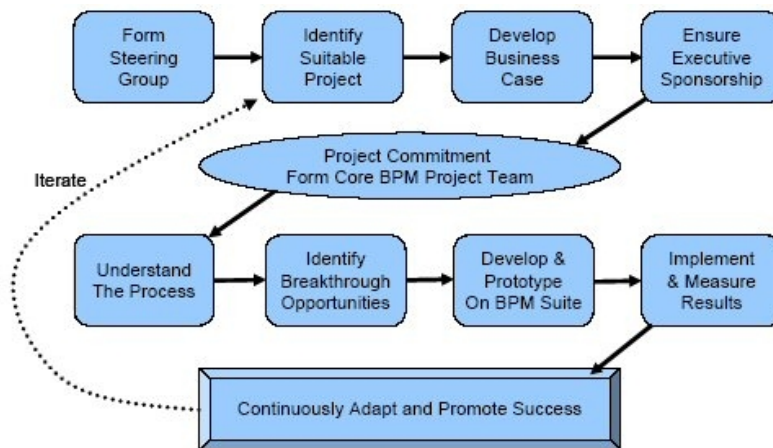 Form
Steering
Group
Identify
Suitable
Project
Develop
Business
Case
Ensure
Executive
Sponsorship
Project Commitment
Form Core BPM Project Team
Iterate
Understand
The Process
Identify
Breakthrough
Opportunities
Develop &
Prototype
On BPM Suite
Implement
& Measure
Results
Continuously Adapt and Promote Success